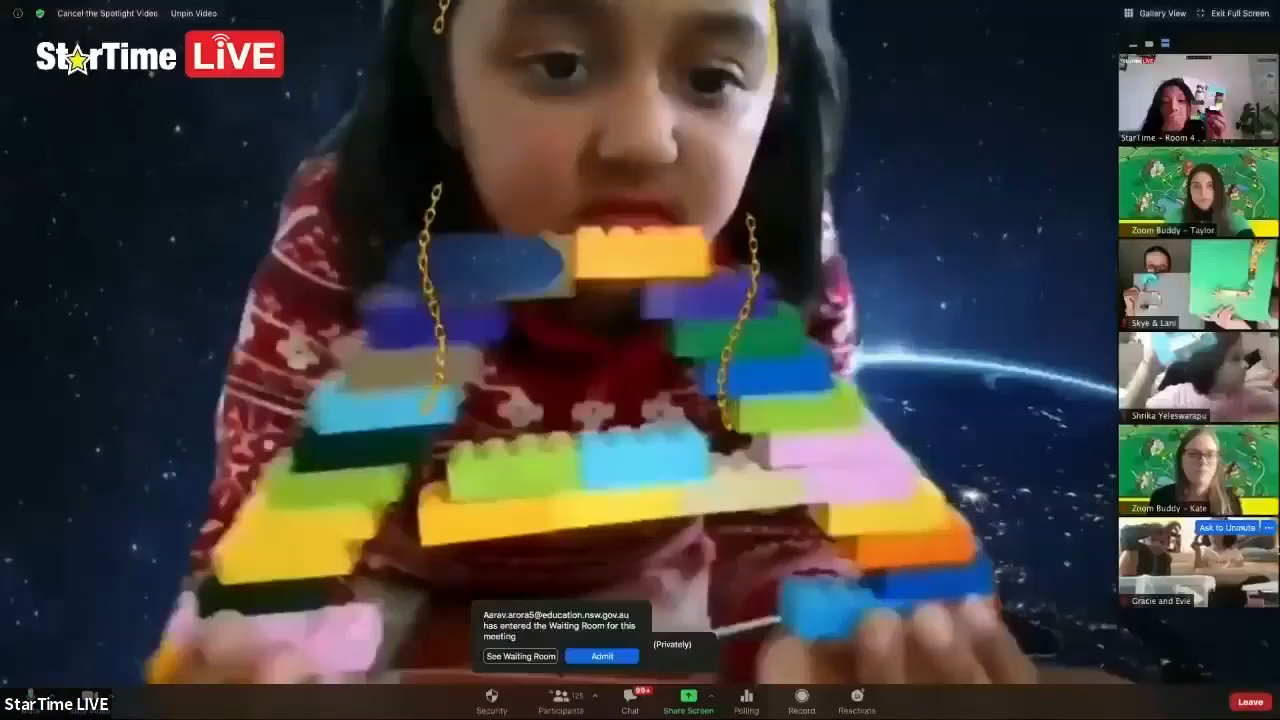 Cancel the Spotlight Video
Unpin Video
Gallery View
Exit Full Screen
StarTime LIVE
StarTime - Room 4
Zoom Buddy - Taylor
Skye & Lani
Shrika Yeleswarapu
Zoom Buddy - Kate
Ask to Unmute
Gracie and Evie
Aarav.arora5@education.nsw.gov.au
has entered the Waiting Room for this
meeting
(Privately)
See Waiting Room
Admit
StarTime LIVE
Security
Participants
125
Chat
99+
Share Screen
Polling
Record
Reactions
Leave